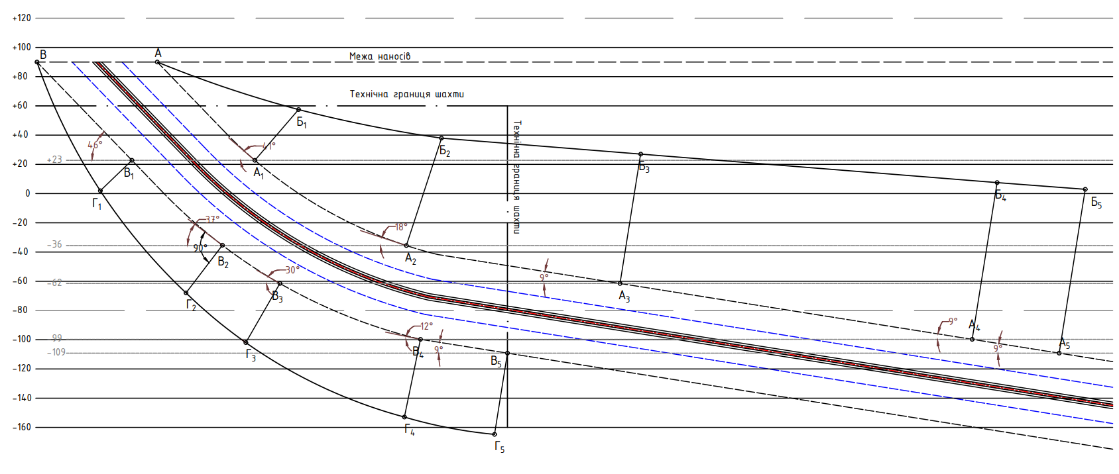 +120
+100
В
А
Межа наносів
+80
Технічна границя шахти
+60
Б₁
Технічна границя шахти
+40
46°
41°
Б₂
+23
+20
В₁
А₁
Б₃
0
Г₁
Б₄
Б₅
-20
37°
18°
-36
90°
-40
В₂
А₂
30°
9°
-62
-60
В₃
А₃
Г₂
-80
12°
9°
А₄
-99
-100
Г₃
В₄
9°
А₅
9°
-109
В₅
-120
-140
Г₄
-160
Г₅